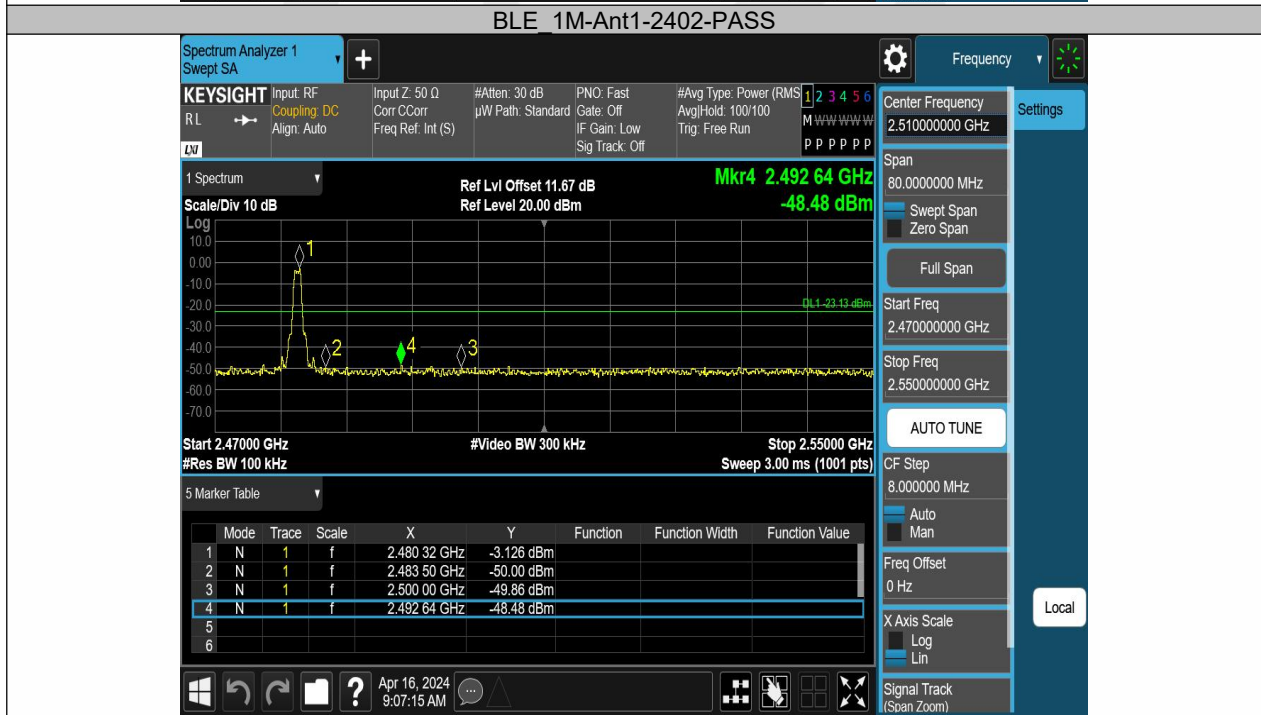 BLE_1M-Ant1-2402-PASS
Spectrum Analyzer 1
Swept SA
+
Frequency
KEYSIGHT
R L
LXI
Input: RF
Coupling: DC
Align: Auto
Input Z: 50 Ω
Corr CCorr
Freq Ref: Int (S)
#Atten: 30 dB
µW Path: Standard
PNO: Fast
Gate: Off
IF Gain: Low
Sig Track: Off
#Avg Type: Power (RMS
Avg|Hold: 100/100
Trig: Free Run
1 2 3 4 5 6
M W W W W W
P P P P P P
1 Spectrum
Scale/Div 10 dB
Ref Lvl Offset 11.67 dB
Ref Level 20.00 dBm
Mkr4 2.492 64 GHz
-48.48 dBm
Log
10.0
0.00
-10.0
-20.0
-30.0
-40.0
-50.0
-60.0
-70.0
1
2
4
3
DL1 -23.13 dBm
Start 2.47000 GHz
#Video BW 300 kHz
Stop 2.55000 GHz
#Res BW 100 kHz
Sweep 3.00 ms (1001 pts)
5 Marker Table
Mode Trace Scale X Y Function Function Width Function Value
1 N 1 f 2.480 32 GHz -3.126 dBm
2 N 1 f 2.483 50 GHz -50.00 dBm
3 N 1 f 2.500 00 GHz -49.86 dBm
4 N 1 f 2.492 64 GHz -48.48 dBm
5
6
?
Apr 16, 2024
9:07:15 AM
Center Frequency
2.510000000 GHz
Settings
Span
80.0000000 MHz
Swept Span
Zero Span
Full Span
Start Freq
2.470000000 GHz
Stop Freq
2.550000000 GHz
AUTO TUNE
CF Step
8.000000 MHz
Auto
Man
Freq Offset
0 Hz
X Axis Scale
Log
Lin
Local
Signal Track
(Span Zoom)